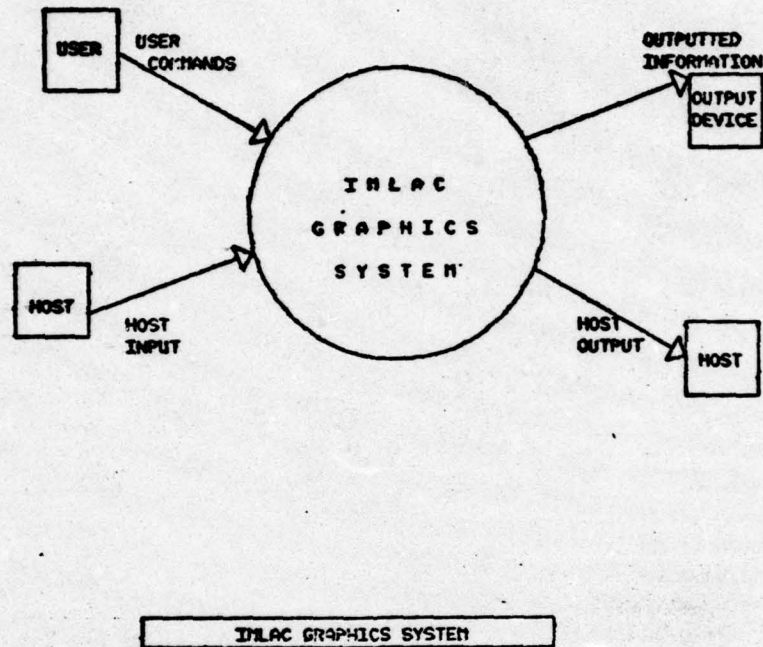 USER
USER
COMMANDS
OUTPUTTED
INFORMATION
OUTPUT
DEVICE
IMLAC
GRAPHICS
SYSTEM
HOST
HOST
INPUT
HOST
OUTPUT
HOST
IMLAC GRAPHICS SYSTEM